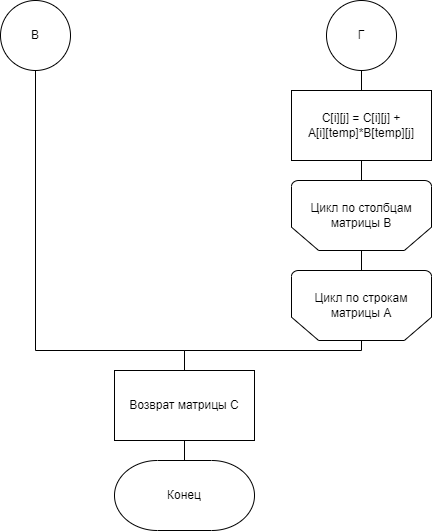 В
Г
C[i][j] = C[i][j] +
A[i][temp]*B[temp][j]
Цикл по столбцам
матрицы В
Цикл по строкам
матрицы А
Возврат матрицы С
Конец